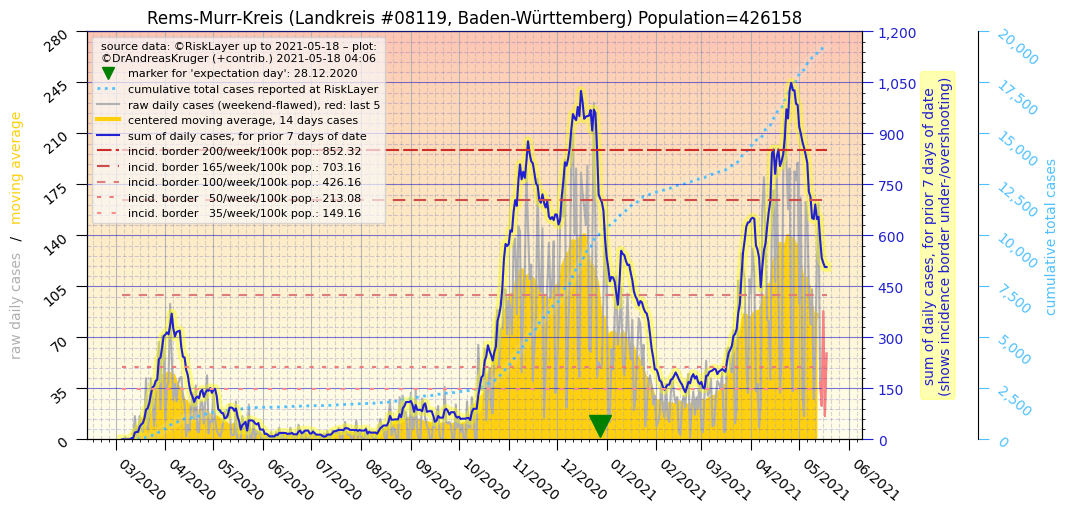 Rems-Murr-Kreis (Landkreis #08119, Baden-Württemberg) Population=426158
source data: ©RiskLayer up to 2021-05-18 – plot:
©DrAndreasKruger (+contrib.) 2021-05-18 04:06
marker for 'expectation day': 28.12.2020
cumulative total cases reported at RiskLayer
raw daily cases (weekend-flawed), red: last 5
centered moving average, 14 days cases
sum of daily cases, for prior 7 days of date
incid. border 200/week/100k pop.: 852.32
incid. border 165/week/100k pop.: 703.16
incid. border 100/week/100k pop.: 426.16
incid. border   50/week/100k pop.: 213.08
incid. border   35/week/100k pop.: 149.16
raw daily cases   /   moving average
280
245
210
175
140
105
70
35
0
03/2020
04/2020
05/2020
06/2020
07/2020
08/2020
09/2020
10/2020
11/2020
12/2020
01/2021
02/2021
03/2021
04/2021
05/2021
06/2021
1,200
1,050
900
750
600
450
300
150
0
sum of daily cases, for prior 7 days of date
(shows incidence border under-/overshooting)
20,000
17,500
15,000
12,500
10,000
7,500
5,000
2,500
0
cumulative total cases